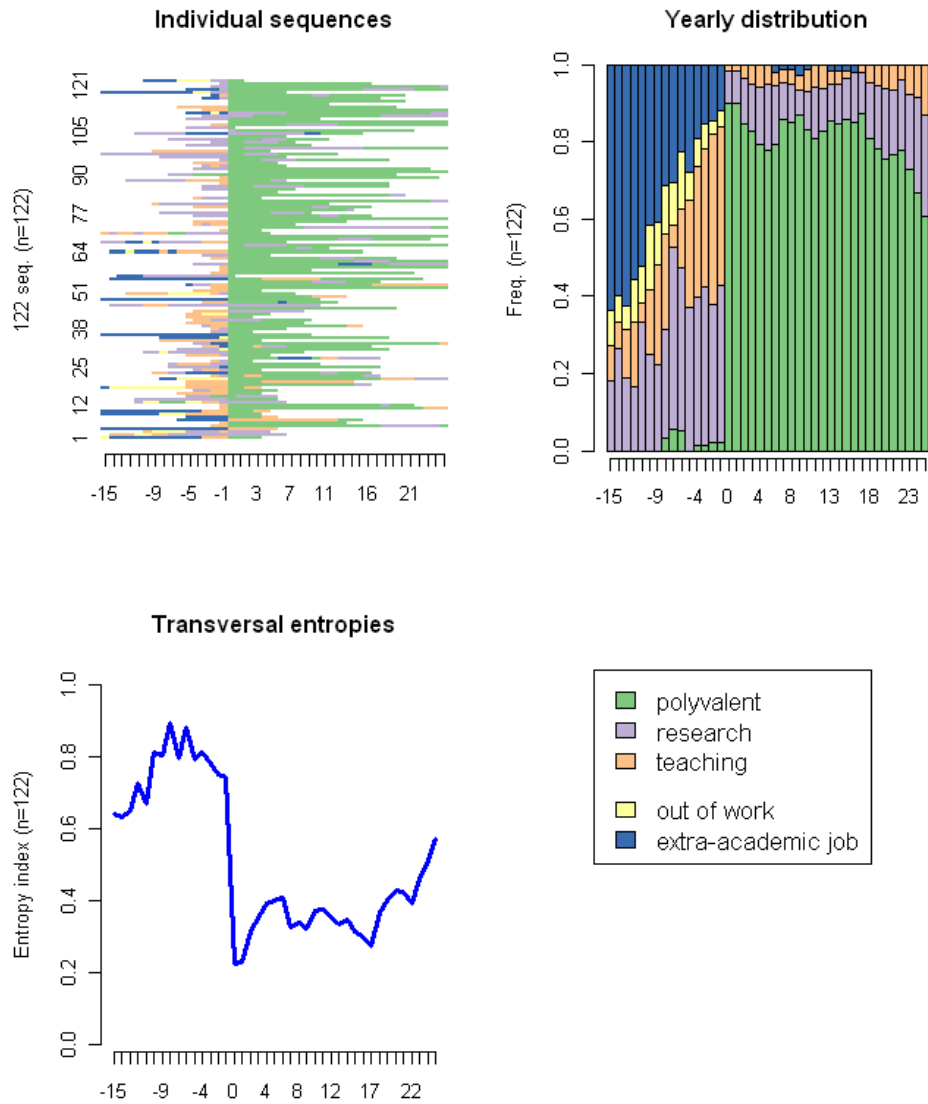 Individual sequences
122 seq. (n=122)
121
105
90
77
64
51
38
25
12
1
-15 -9 -5 -1 3 7 11 16 21
Yearly distribution
Freq. (n=122)
1.0
0.8
0.6
0.4
0.2
0.0
-15 -9 -4 0 4 8 13 18 23
Transversal entropies
Entropy index (n=122)
1.0
0.8
0.6
0.4
0.2
0.0
-15 -9 -4 0 4 8 12 17 22
polyvalent
research
teaching
out of work
extra-academic job